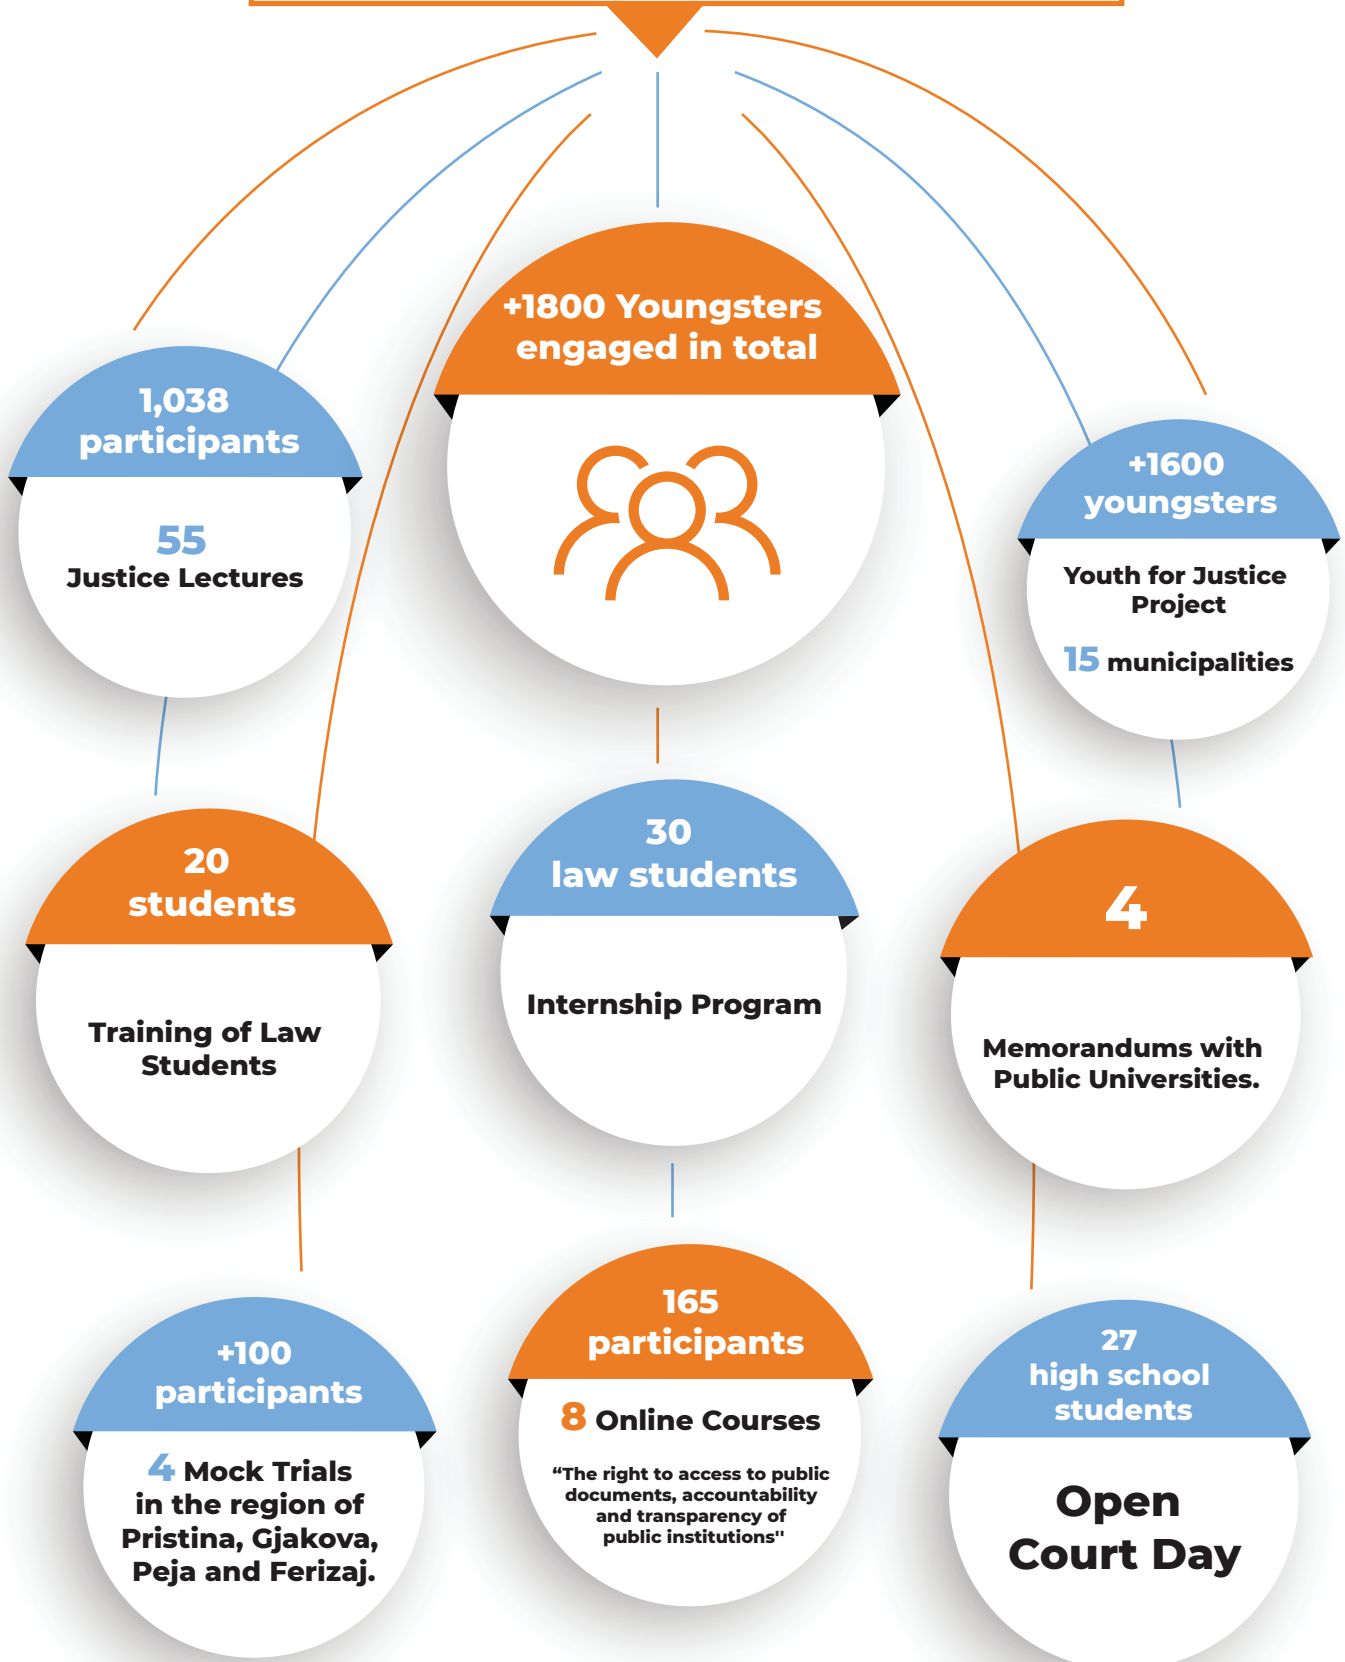 +1800 Youngsters
engaged in total
1,038
participants
55
Justice Lectures
+1600
youngsters
Youth for Justice
Project
15 municipalities
20
students
Training of Law
Students
30
law students
Internship Program
4
Memorandums with
Public Universities.
+100
participants
4 Mock Trials
in the region of
Pristina, Gjakova,
Peja and Ferizaj.
165
participants
8 Online Courses
“The right to access to public
documents, accountability
and transparency of
public institutions"
27
high school
students
Open
Court Day